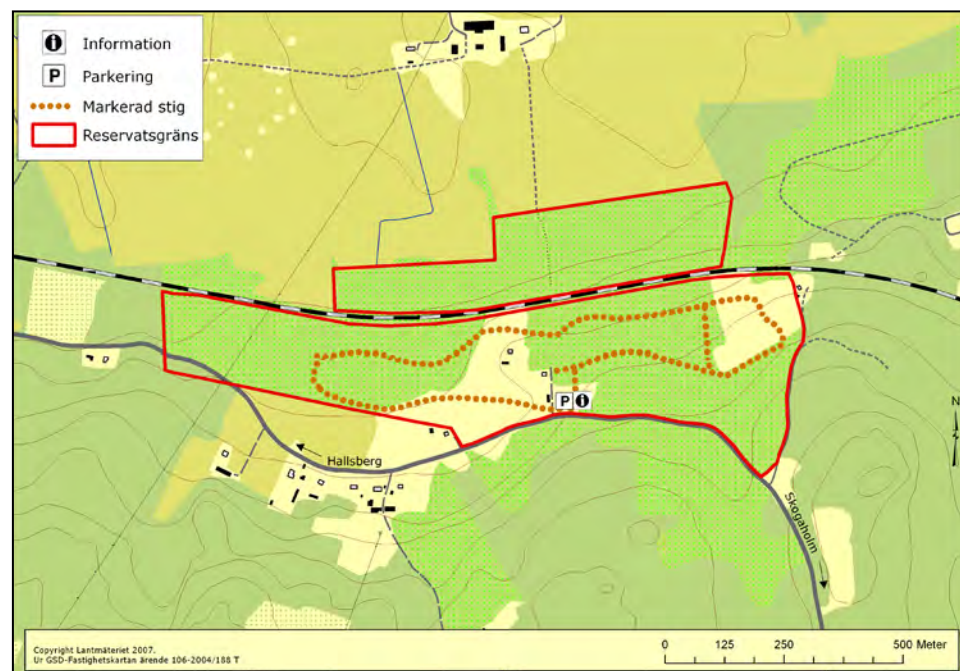 Information
P Parkering
Markerad stig
Reservatsgräns
P
Hallsberg
Skogaholm
N
Copyright Lantmäteriet 2007.
Ur GSD-Fastighetskartan ärende 106-2004/188 T
0 125 250 500 Meter